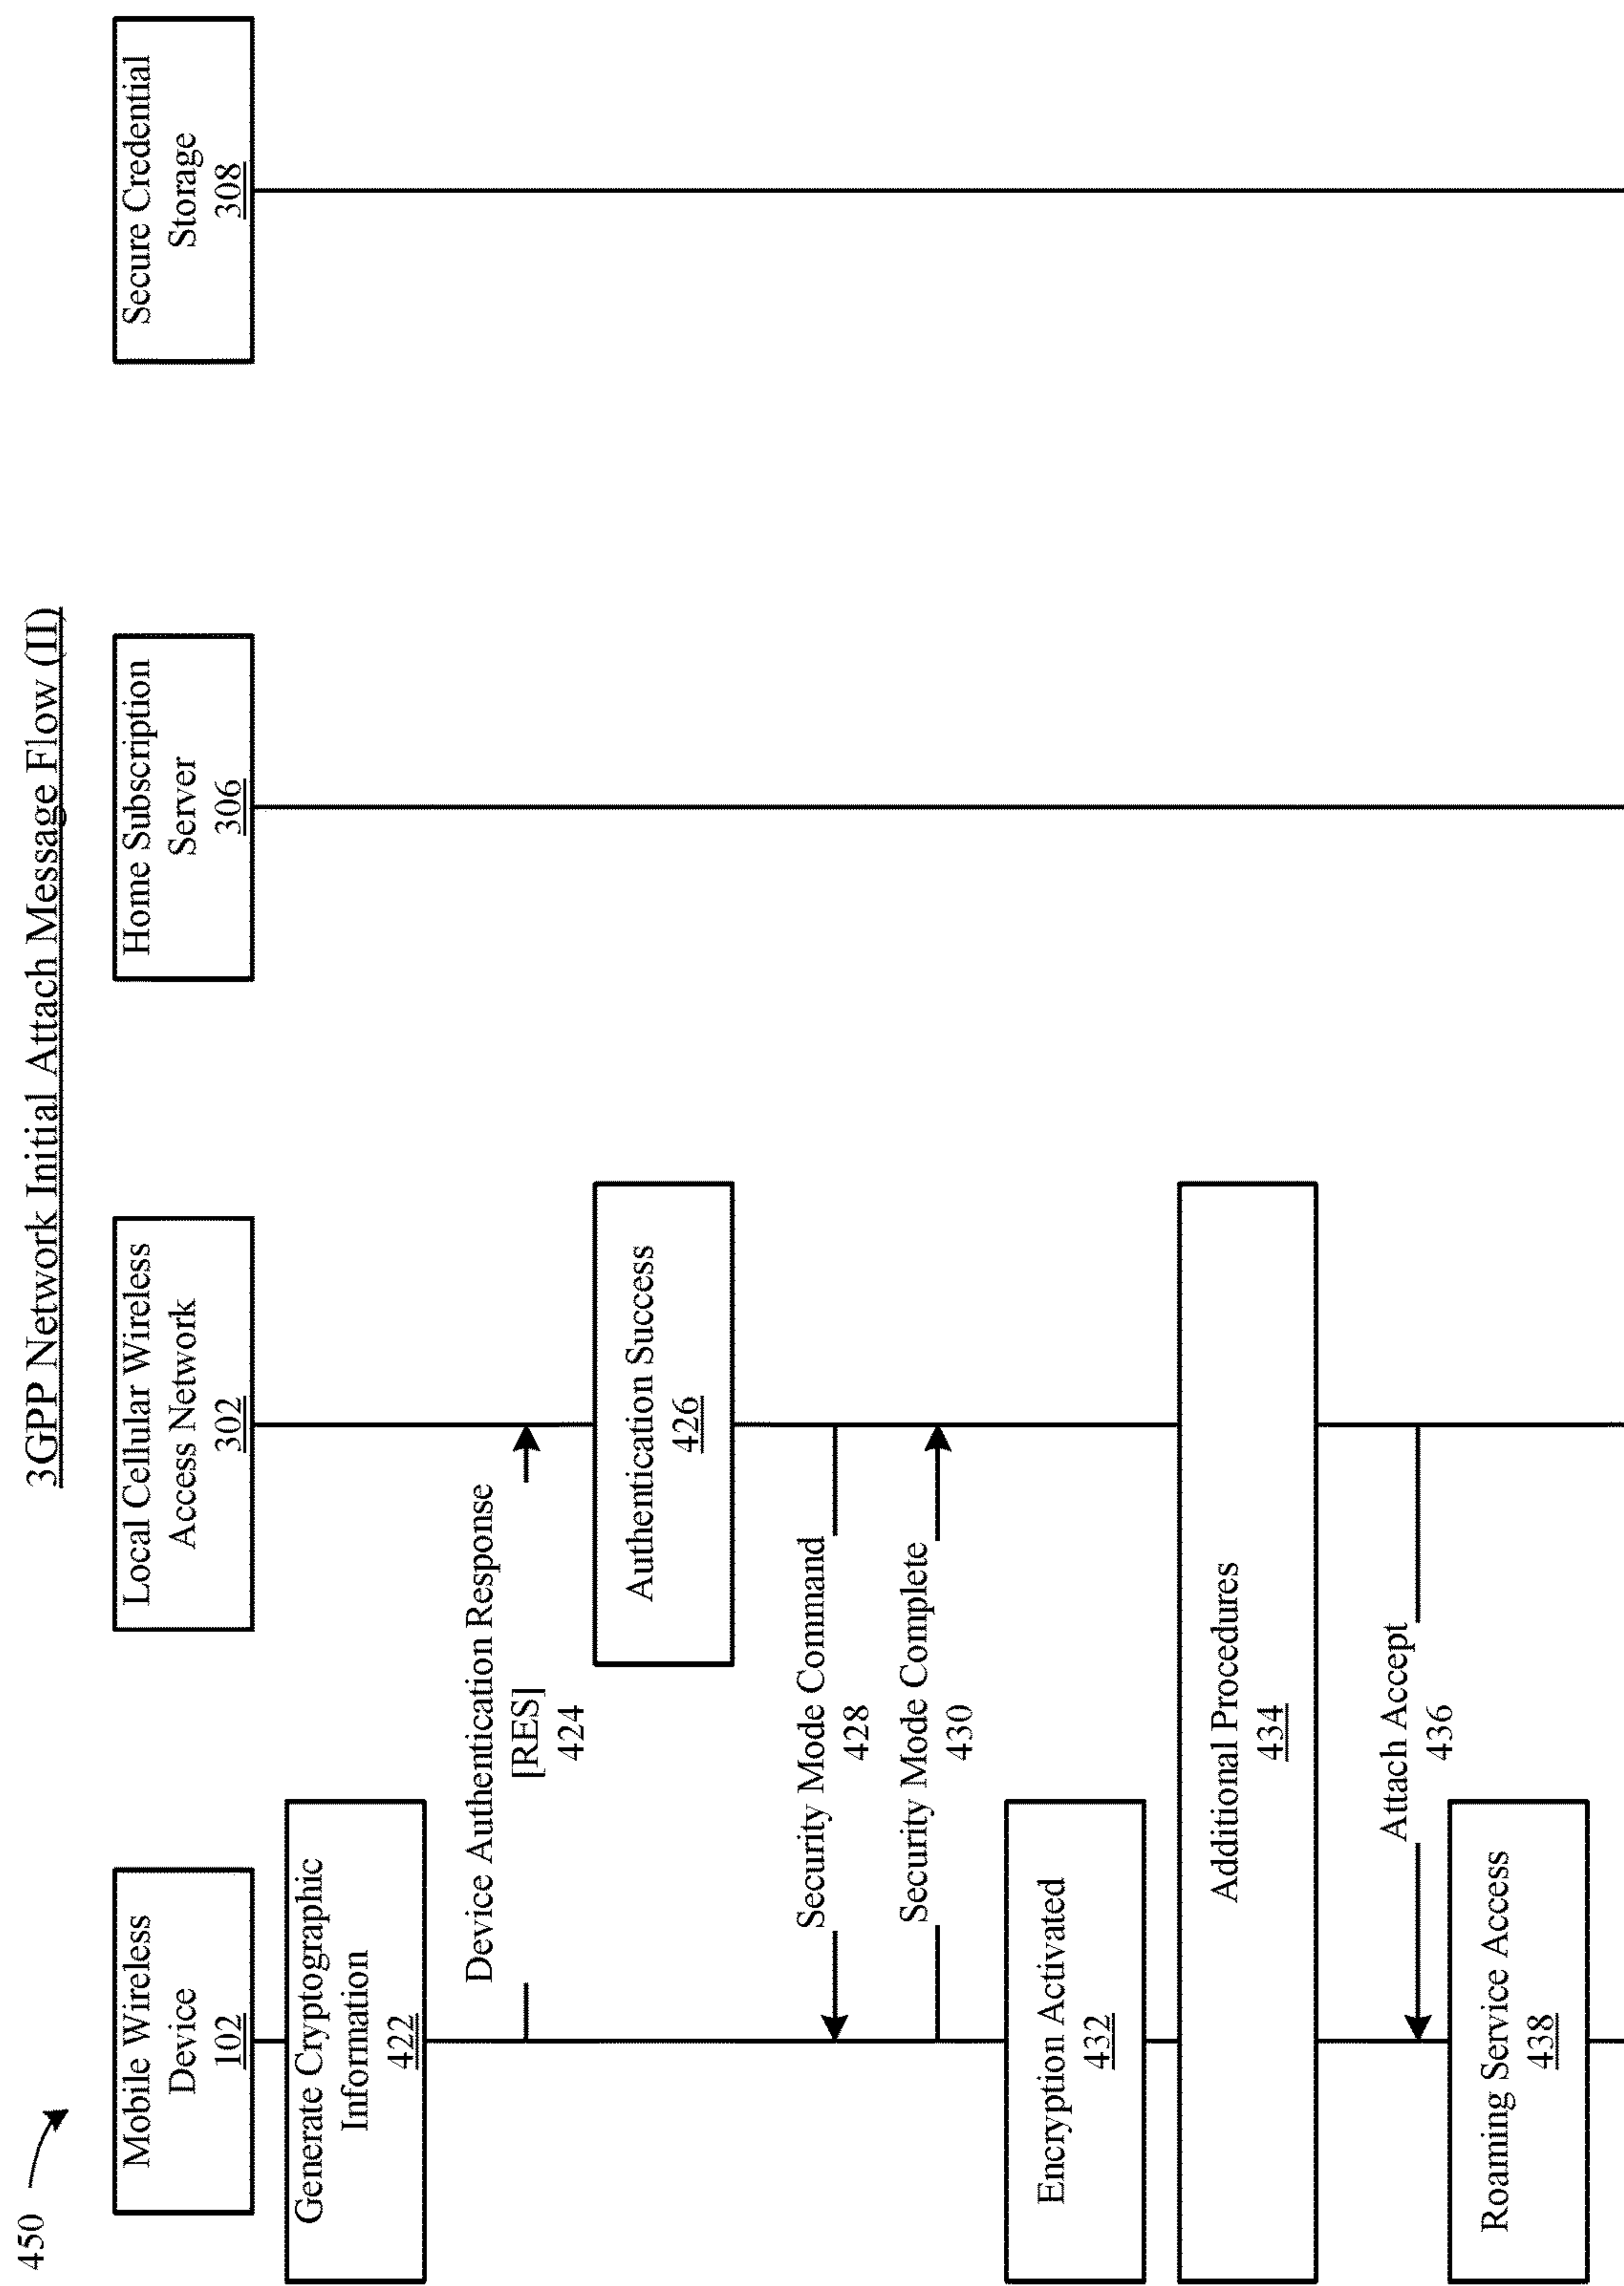 3GPP Network Initial Attach Message Flow (II)
450
Mobile Wireless
Device
102
Local Cellular Wireless
Access Network
302
Home Subscription
Server
306
Secure Credential
Storage
308
Generate Cryptographic
Information
422
Device Authentication Response
[RES]
424
Authentication Success
426
Security Mode Command
428
Security Mode Complete
430
Encryption Activated
432
Additional Procedures
434
Attach Accept
436
Roaming Service Access
438